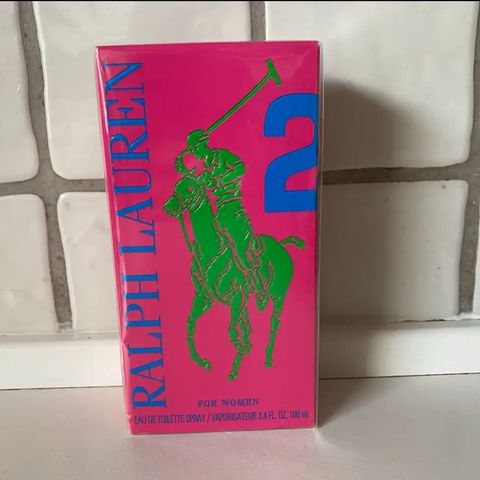 RALPH LAUREN
2
FOR WOMEN
EAU DE TOILETTE SPRAY / VAPORISATEUR 3.4 FL. OZ. 100 ml